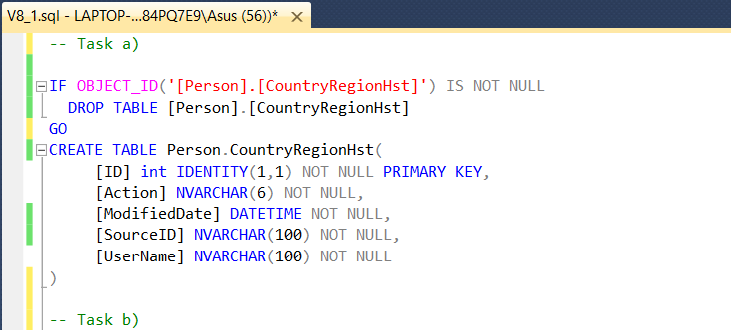 V8_1.sql - LAPTOP-...84PQ7E9\Asus (56))*
-- Task a)
IF OBJECT_ID('[Person].[CountryRegionHst]') IS NOT NULL
DROP TABLE [Person].[CountryRegionHst]
GO
CREATE TABLE Person.CountryRegionHst(
[ID] int IDENTITY(1,1) NOT NULL PRIMARY KEY,
[Action] NVARCHAR(6) NOT NULL,
[ModifiedDate] DATETIME NOT NULL,
[SourceID] NVARCHAR(100) NOT NULL,
[UserName] NVARCHAR(100) NOT NULL
)
-- Task b)